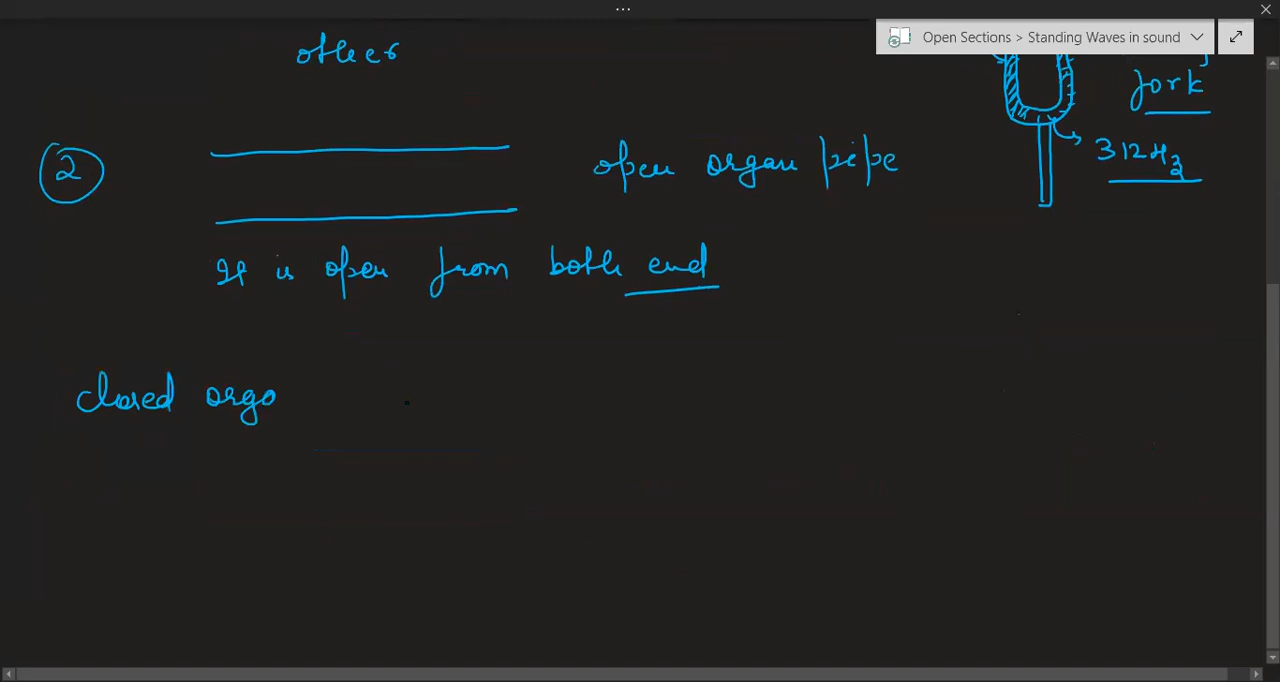 ...
Open Sections > Standing Waves in sound
other
fork
312Hz
2
open organ pipe
It is open from both end
closed orga